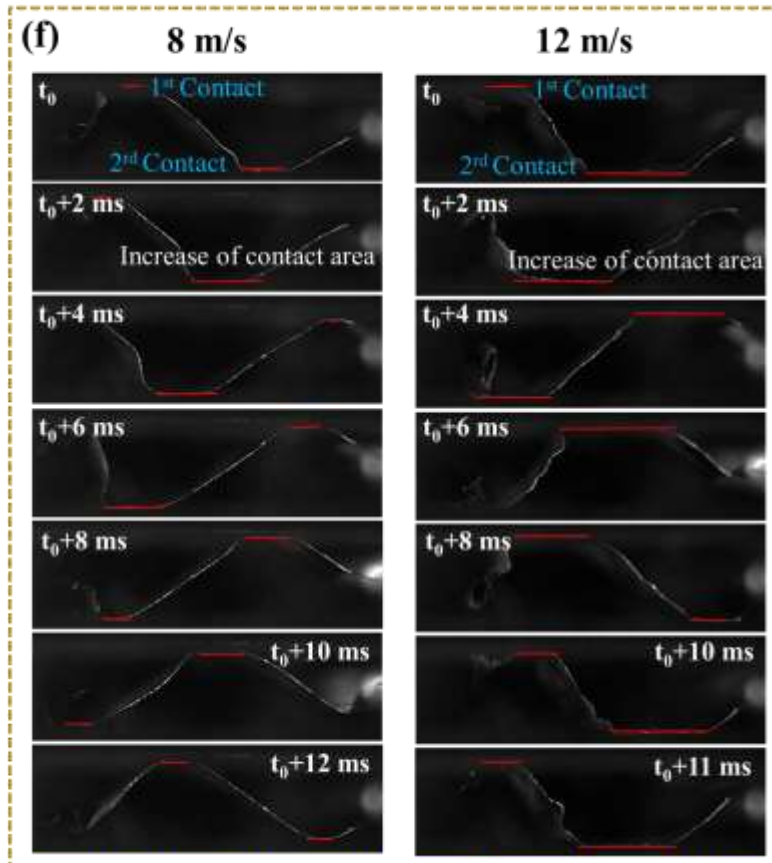 (f)
8 m/s
12 m/s
t₀
1ˢᵗ Contact
2ʳᵈ Contact
t₀+2 ms
Increase of contact area
t₀+4 ms
t₀+6 ms
t₀+8 ms
t₀+10 ms
t₀+12 ms
t₀
1ˢᵗ Contact
2ʳᵈ Contact
t₀+2 ms
Increase of contact area
t₀+4 ms
t₀+6 ms
t₀+8 ms
t₀+10 ms
t₀+11 ms